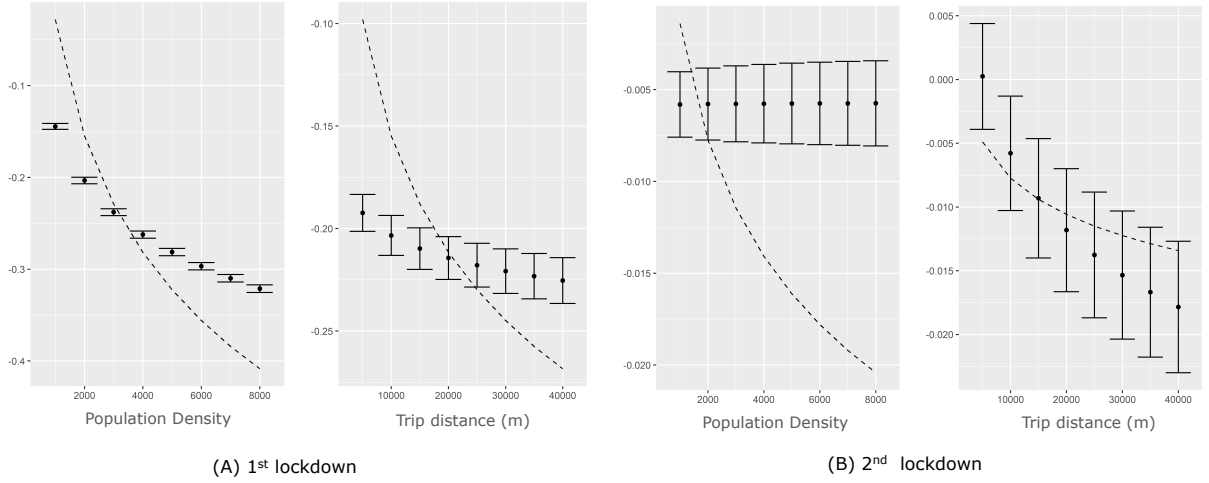 -0.1
-0.2
-0.3
-0.4
2000 4000 6000 8000
Population Density
-0.10
-0.15
-0.20
-0.25
10000 20000 30000 40000
Trip distance (m)
(A) 1st lockdown
-0.005
-0.010
-0.015
-0.020
2000 4000 6000 8000
Population Density
0.005
0.000
-0.005
-0.010
-0.015
-0.020
10000 20000 30000 40000
Trip distance (m)
(B) 2nd lockdown